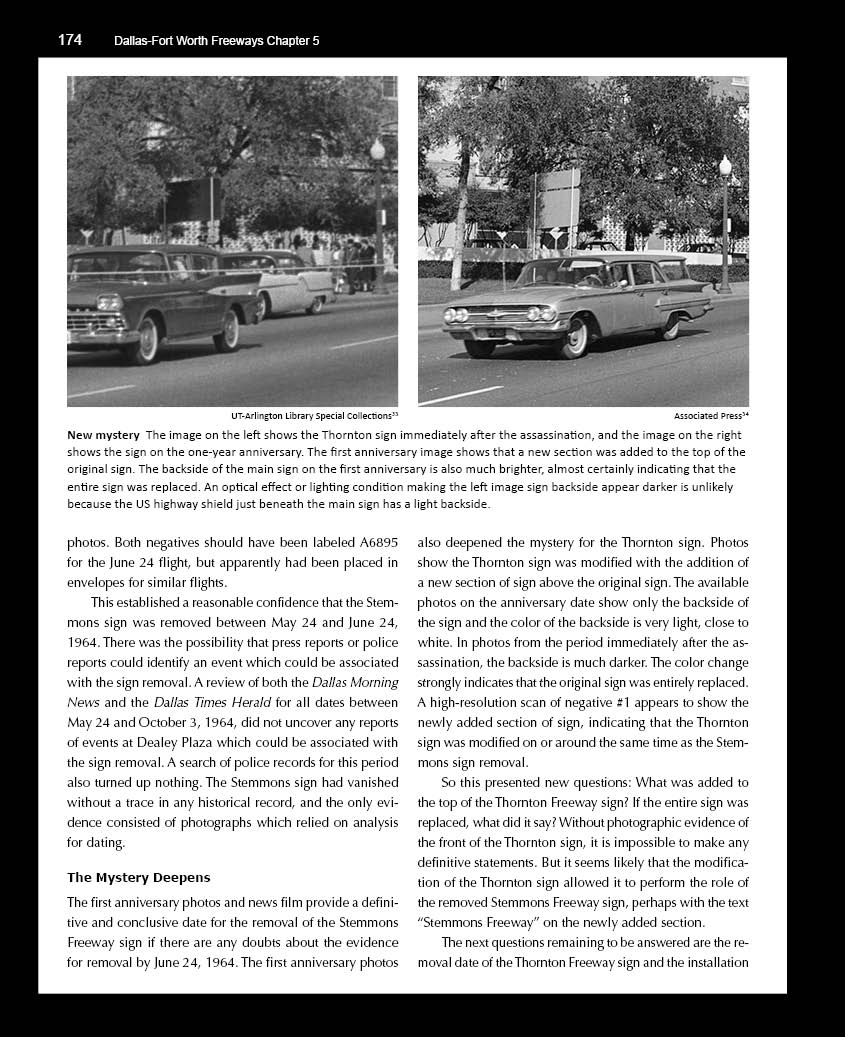 174 Dallas-Fort Worth Freeways Chapter 5
UT-Arlington Library Special Collections³³
Associated Press³⁴
New mystery The image on the left shows the Thornton sign immediately after the assassination, and the image on the right
shows the sign on the one-year anniversary. The first anniversary image shows that a new section was added to the top of the
original sign. The backside of the main sign on the first anniversary is also much brighter, almost certainly indicating that the
entire sign was replaced. An optical effect or lighting condition making the left image sign backside appear darker is unlikely
because the US highway shield just beneath the main sign has a light backside.
photos. Both negatives should have been labeled A6895
for the June 24 flight, but apparently had been placed in
envelopes for similar flights.
This established a reasonable confidence that the Stem-
mons sign was removed between May 24 and June 24,
1964. There was the possibility that press reports or police
reports could identify an event which could be associated
with the sign removal. A review of both the Dallas Morning
News and the Dallas Times Herald for all dates between
May 24 and October 3, 1964, did not uncover any reports
of events at Dealey Plaza which could be associated with
the sign removal. A search of police records for this period
also turned up nothing. The Stemmons sign had vanished
without a trace in any historical record, and the only evi-
dence consisted of photographs which relied on analysis
for dating.
The Mystery Deepens
The first anniversary photos and news film provide a defini-
tive and conclusive date for the removal of the Stemmons
Freeway sign if there are any doubts about the evidence
for removal by June 24, 1964. The first anniversary photos
also deepened the mystery for the Thornton sign. Photos
show the Thornton sign was modified with the addition of
a new section of sign above the original sign. The available
photos on the anniversary date show only the backside of
the sign and the color of the backside is very light, close to
white. In photos from the period immediately after the as-
sassination, the backside is much darker. The color change
strongly indicates that the original sign was entirely replaced.
A high-resolution scan of negative #1 appears to show the
newly added section of sign, indicating that the Thornton
sign was modified on or around the same time as the Stem-
mons sign removal.
So this presented new questions: What was added to
the top of the Thornton Freeway sign? If the entire sign was
replaced, what did it say? Without photographic evidence of
the front of the Thornton sign, it is impossible to make any
definitive statements. But it seems likely that the modifica-
tion of the Thornton sign allowed it to perform the role of
the removed Stemmons Freeway sign, perhaps with the text
“Stemmons Freeway” on the newly added section.
The next questions remaining to be answered are the re-
moval date of the Thornton Freeway sign and the installation